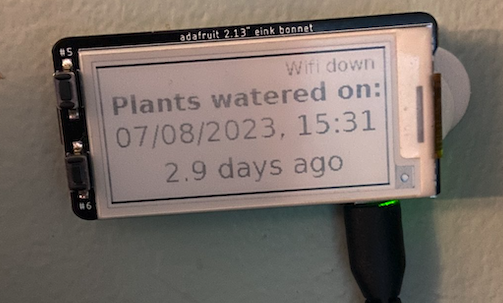 adafruit 2.13" eink bonnet
#5
Wifi down
Plants watered on:
07/08/2023, 15:31
2.9 days ago
#6